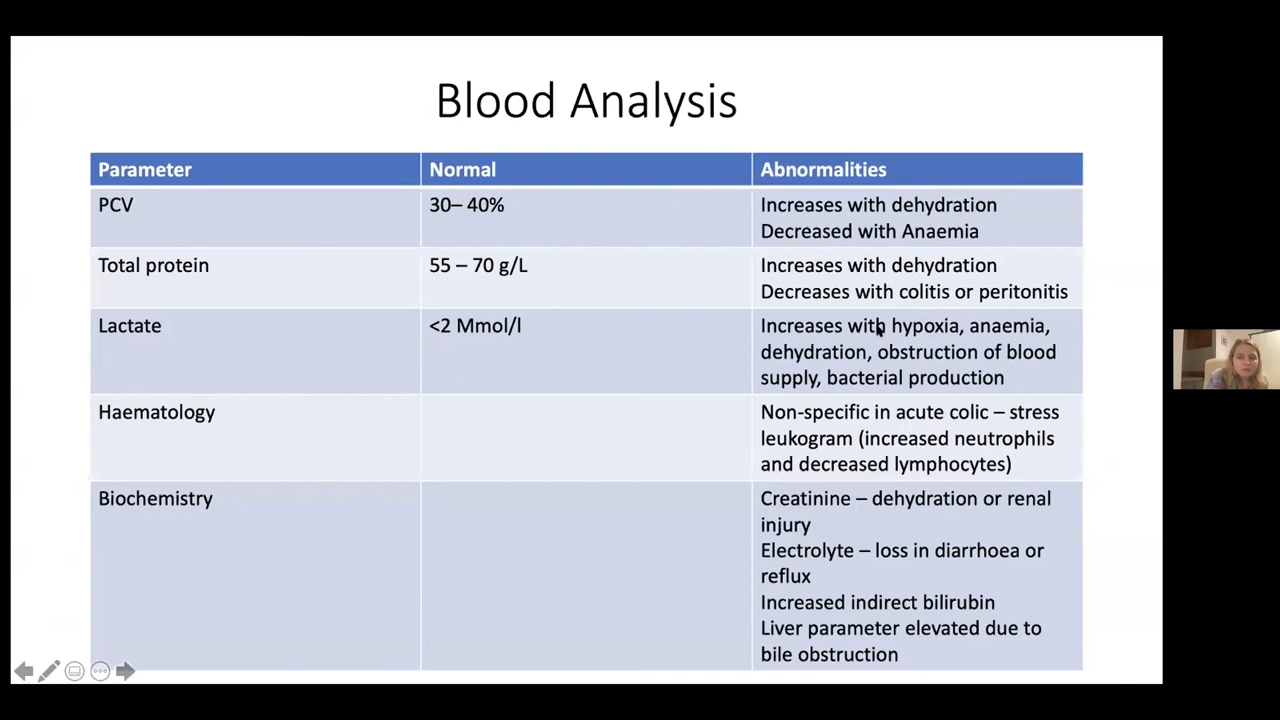 Blood Analysis
Parameter
Normal
Abnormalities
PCV
30– 40%
Increases with dehydration
Decreased with Anaemia
Total protein
55 – 70 g/L
Increases with dehydration
Decreases with colitis or peritonitis
Lactate
<2 Mmol/l
Increases with hypoxia, anaemia,
dehydration, obstruction of blood
supply, bacterial production
Haematology
Non-specific in acute colic – stress
leukogram (increased neutrophils
and decreased lymphocytes)
Biochemistry
Creatinine – dehydration or renal
injury
Electrolyte – loss in diarrhoea or
reflux
Increased indirect bilirubin
Liver parameter elevated due to
bile obstruction